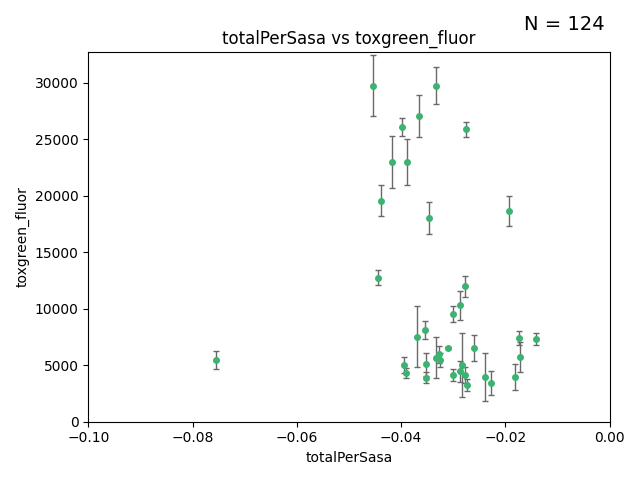 N = 124
totalPerSasa vs toxgreen_fluor
30000
25000
20000
15000
10000
5000
0
toxgreen_fluor
−0.10 −0.08 −0.06 −0.04 −0.02 0.00
totalPerSasa